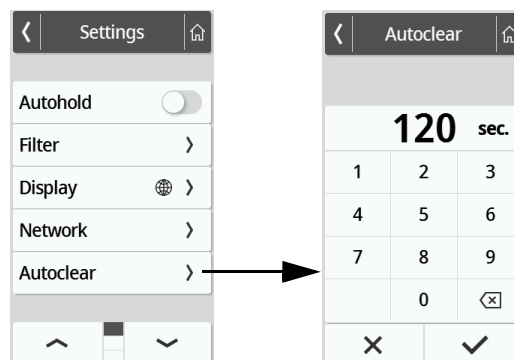 Settings
Autohold
Filter
Display
Network
Autoclear
Autoclear
120 sec.
1 2 3
4 5 6
7 8 9
0